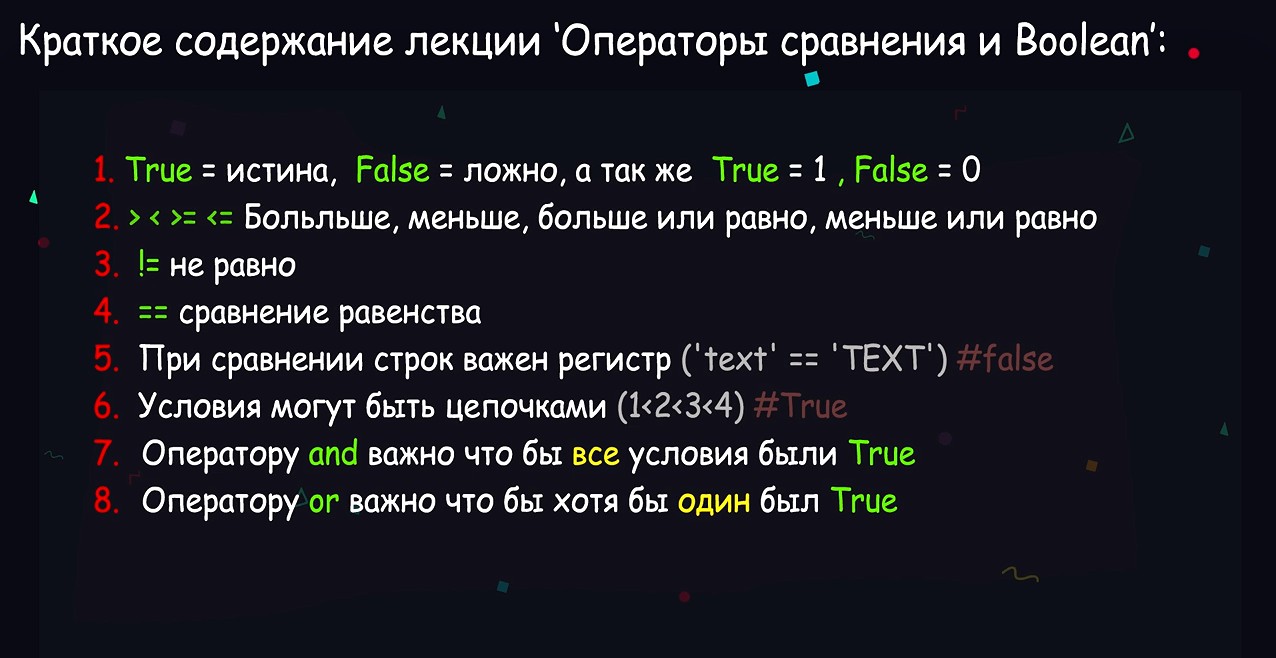 Краткое содержание лекции ‘Операторы сравнения и Boolean’:
1. True = истина, False = ложно, а так же True = 1 , False = 0
2. > < >= <= Больльше, меньше, больше или равно, меньше или равно
3. != не равно
4. == сравнение равенства
5. При сравнении строк важен регистр ('text' == 'TEXT') #false
6. Условия могут быть цепочками (1<2<3<4) #True
7. Оператору and важно что бы все условия были True
8. Оператору or важно что бы хотя бы один был True